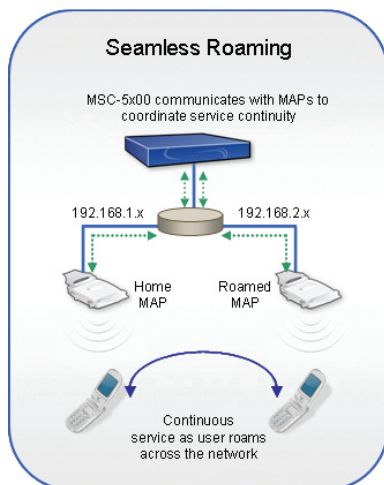 Seamless Roaming
MSC-5x00 communicates with MAPs to
coordinate service continuity
192.168.1.x
192.168.2.x
Home
MAP
Roamed
MAP
Continuous
service as user roams
across the network